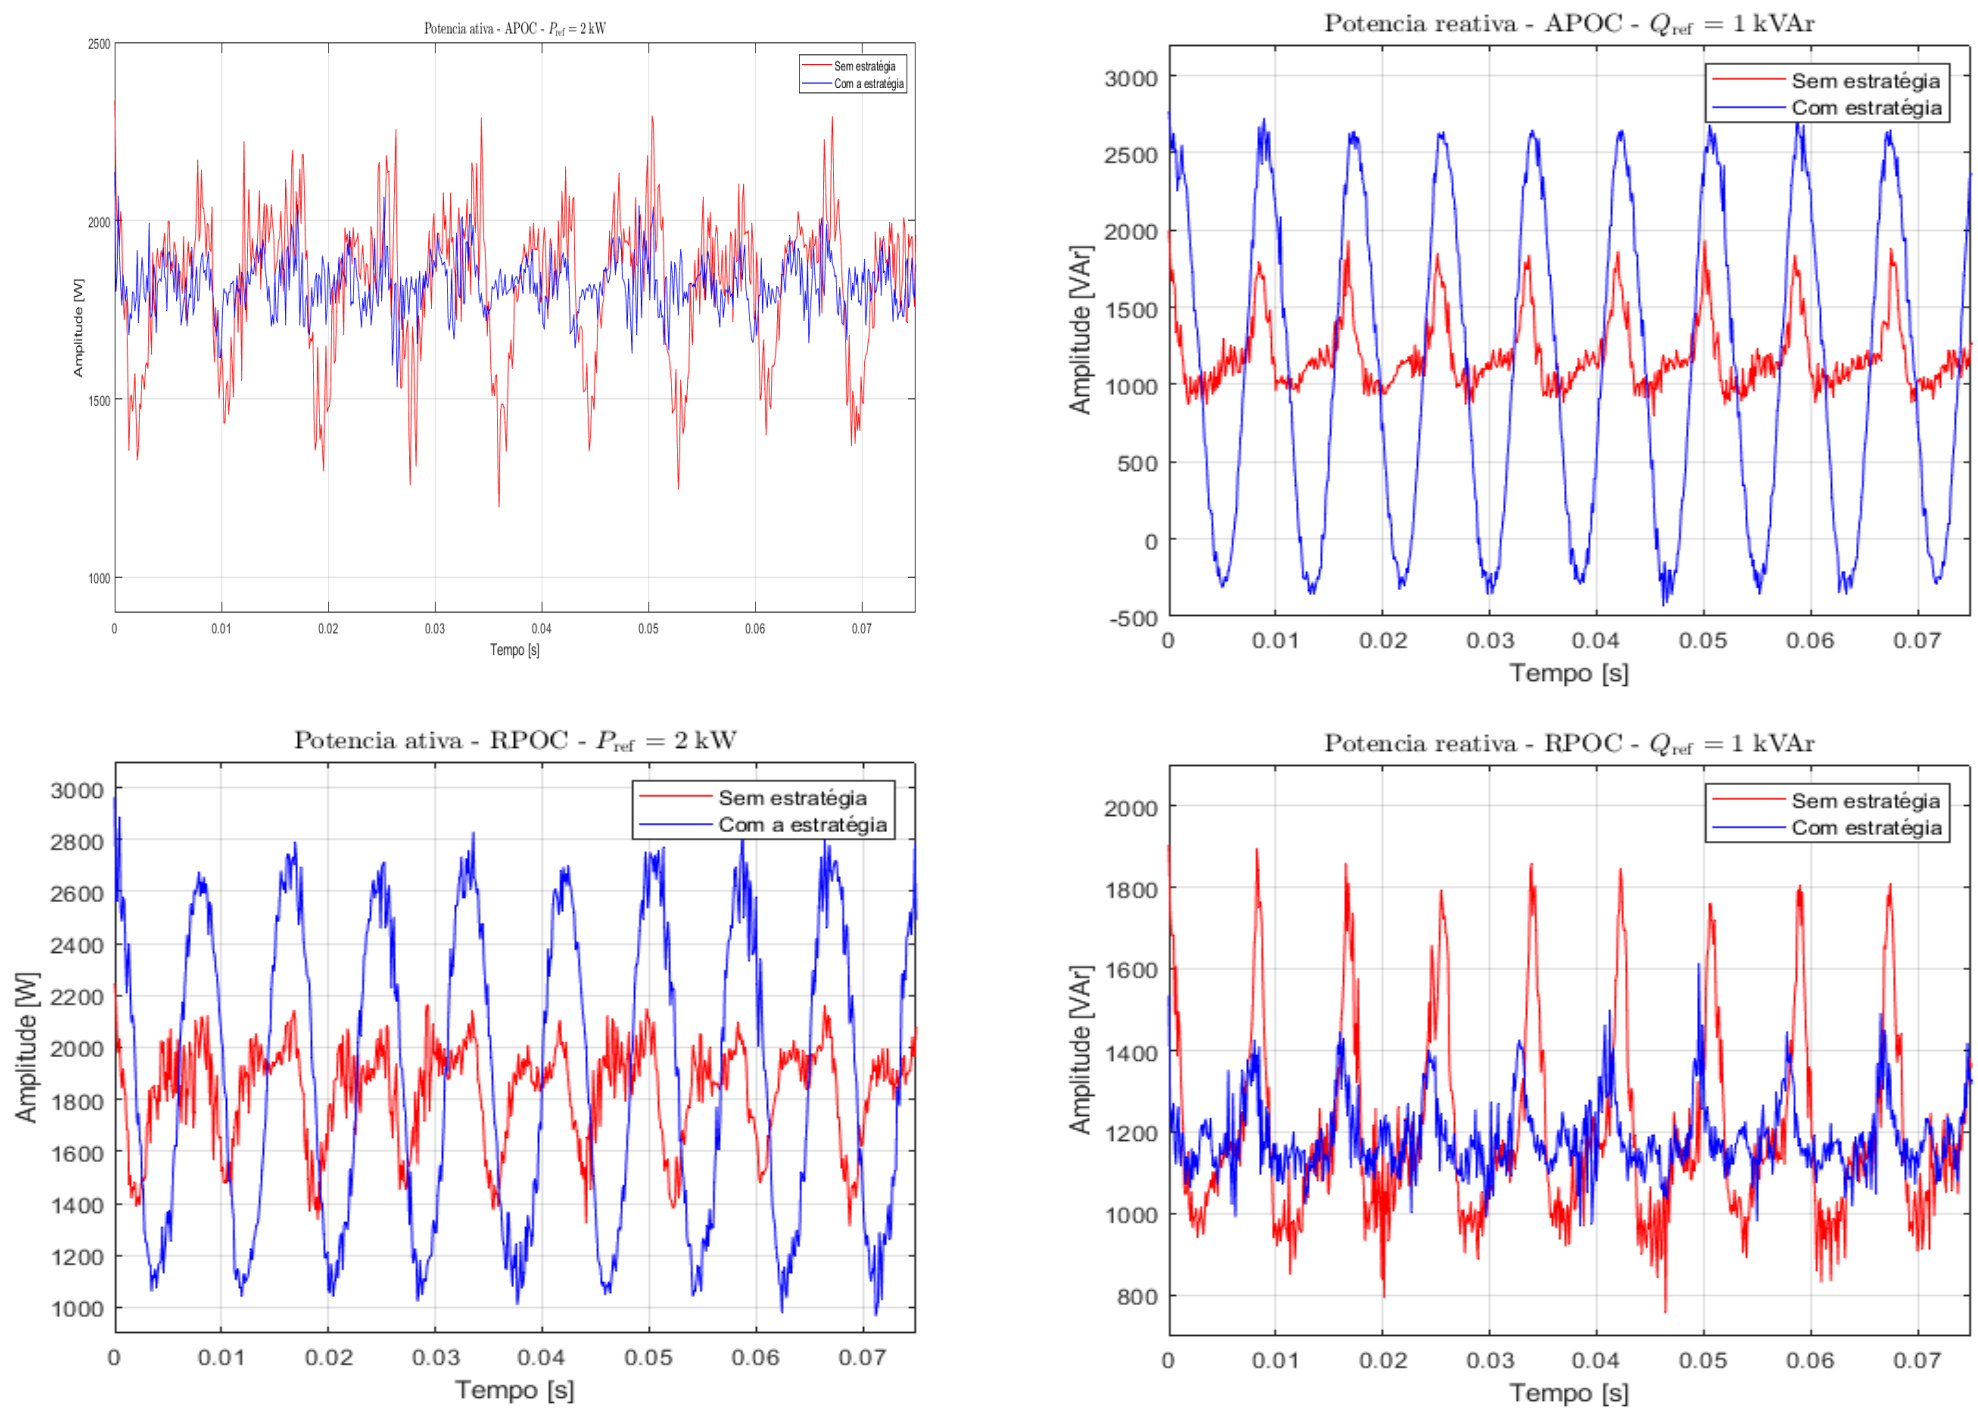 Potencia ativa - APOC - P_ref = 2 kW
2500
2000
1500
1000
Amplitude [W]
Sem estratégia
Com a estratégia
0 0.01 0.02 0.03 0.04 0.05 0.06 0.07
Tempo [s]
Potencia reativa - APOC - Q_ref = 1 kVAr
3000
2500
2000
1500
1000
500
0
-500
Amplitude [VAr]
Sem estratégia
Com estratégia
0 0.01 0.02 0.03 0.04 0.05 0.06 0.07
Tempo [s]
Potencia ativa - RPOC - P_ref = 2 kW
3000
2800
2600
2400
2200
2000
1800
1600
1400
1200
1000
Amplitude [W]
Sem estratégia
Com a estratégia
0 0.01 0.02 0.03 0.04 0.05 0.06 0.07
Tempo [s]
Potencia reativa - RPOC - Q_ref = 1 kVAr
2000
1800
1600
1400
1200
1000
800
Amplitude [VAr]
Sem estratégia
Com estratégia
0 0.01 0.02 0.03 0.04 0.05 0.06 0.07
Tempo [s]